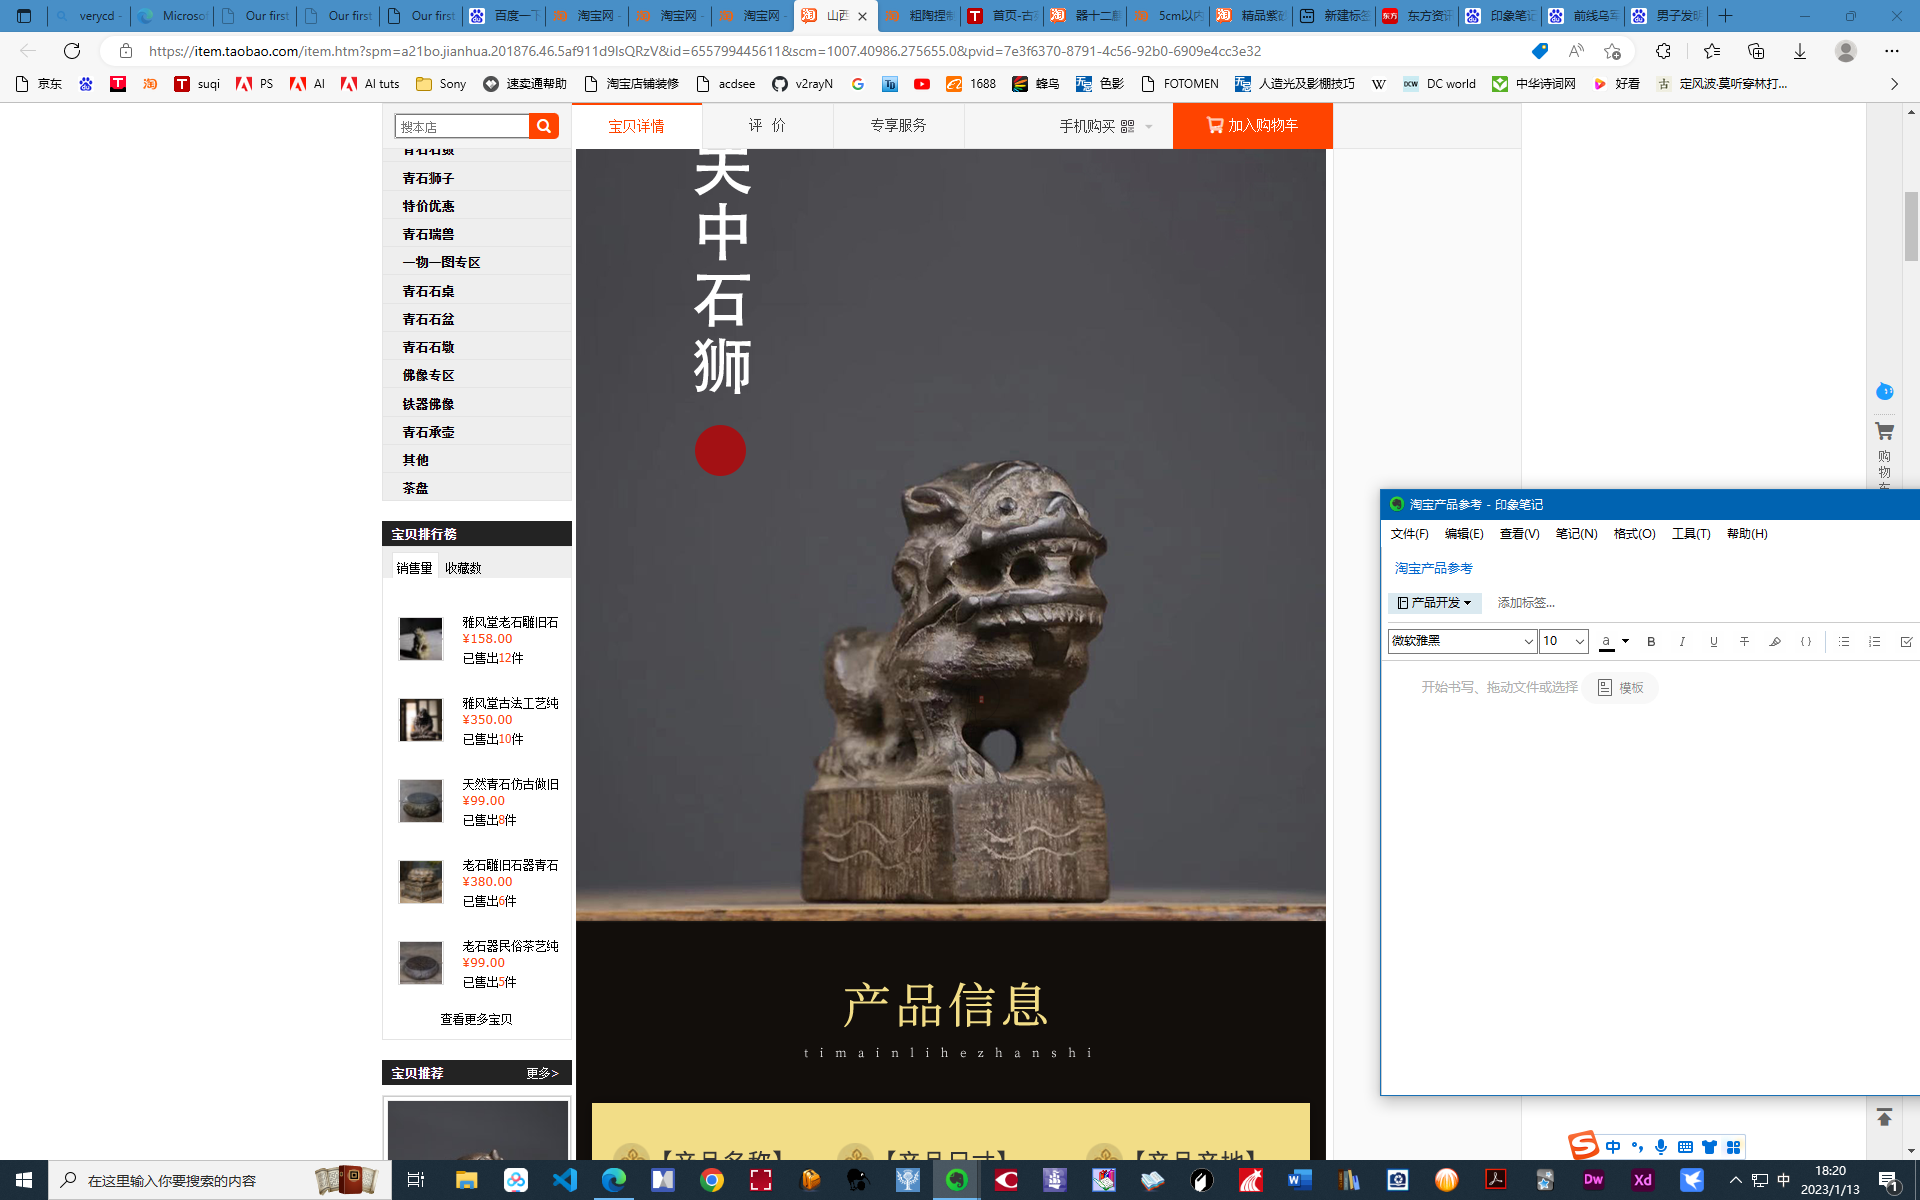 verycd -
Microsof
Our first
Our first
Our first
百度一下
淘宝网 -
淘宝网 -
淘宝网 -
山西
粗陶捏制
首页-古
器十二生
5cm以内
精品紫砂
新建标签
东方资讯
印象笔记
前线乌军
男子发明
https://item.taobao.com/item.htm?spm=a21bo.jianhua.201876.46.5af911d9lsQRzV&id=655799445611&scm=1007.40986.275655.0&pvid=7e3f6370-8791-4c56-92b0-6909e4cc3e32
京东
suqi
PS
AI
AI tuts
Sony
速卖通帮助
淘宝店铺装修
acdsee
v2rayN
1688
蜂鸟
色影
FOTOMEN
人造光及影棚技巧
DC world
中华诗词网
好看
定风波·莫听穿林打...
搜本店
宝贝详情
评 价
专享服务
手机购买
加入购物车
青石狮子
特价优惠
青石瑞兽
一物一图专区
青石石桌
青石石盆
青石石墩
佛像专区
铁器佛像
青石承壶
其他
茶盘
宝贝排行榜
销售量
收藏数
雅风堂老石雕旧石
¥158.00
已售出12件
雅风堂古法工艺纯
¥350.00
已售出10件
天然青石仿古做旧
¥99.00
已售出8件
老石雕旧石器青石
¥380.00
已售出6件
老石器民俗茶艺纯
¥99.00
已售出5件
查看更多宝贝
宝贝推荐
更多>
关
中
石
狮
产品信息
timainlihezhanshi
【产品名称】
【产品尺寸】
【产品产地】
购
物
车
淘宝产品参考 - 印象笔记
文件(F)
编辑(E)
查看(V)
笔记(N)
格式(O)
工具(T)
帮助(H)
淘宝产品参考
产品开发
添加标签...
微软雅黑
10
开始书写、拖动文件或选择
模板
中
在这里输入你要搜索的内容
中
18:20
2023/1/13
1